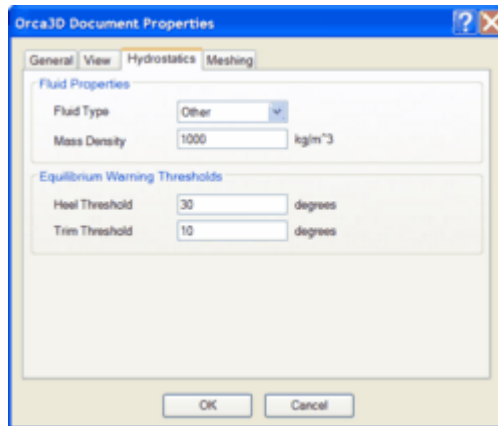 Orca3D Document Properties
General View Hydrostatics Meshing
Fluid Properties
Fluid Type Other
Mass Density 1000 kg/m^3
Equilibrium Warning Thresholds
Heel Threshold 30 degrees
Trim Threshold 10 degrees
OK Cancel